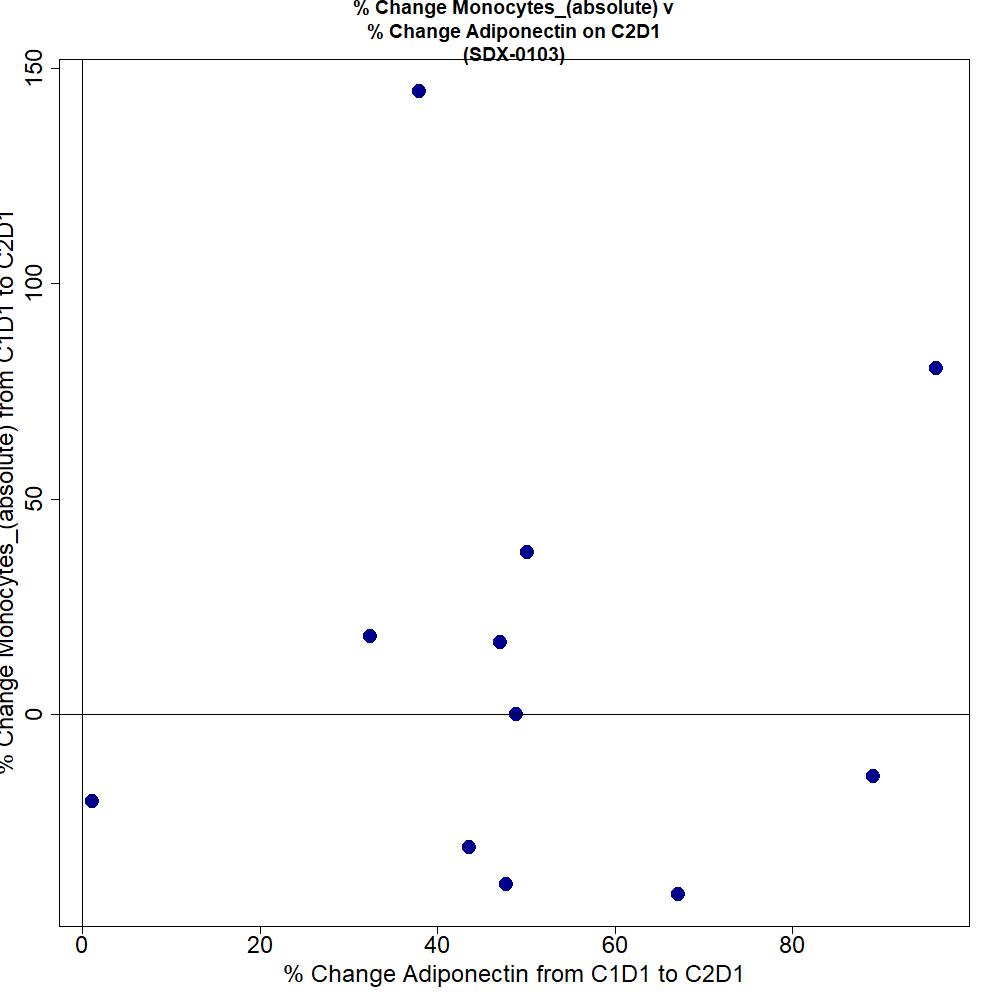 % Change Monocytes_(absolute) v
% Change Adiponectin on C2D1
(SDX-0103)
% Change Monocytes_(absolute) from C1D1 to C2D1
150
100
50
0
0
20
40
60
80
% Change Adiponectin from C1D1 to C2D1